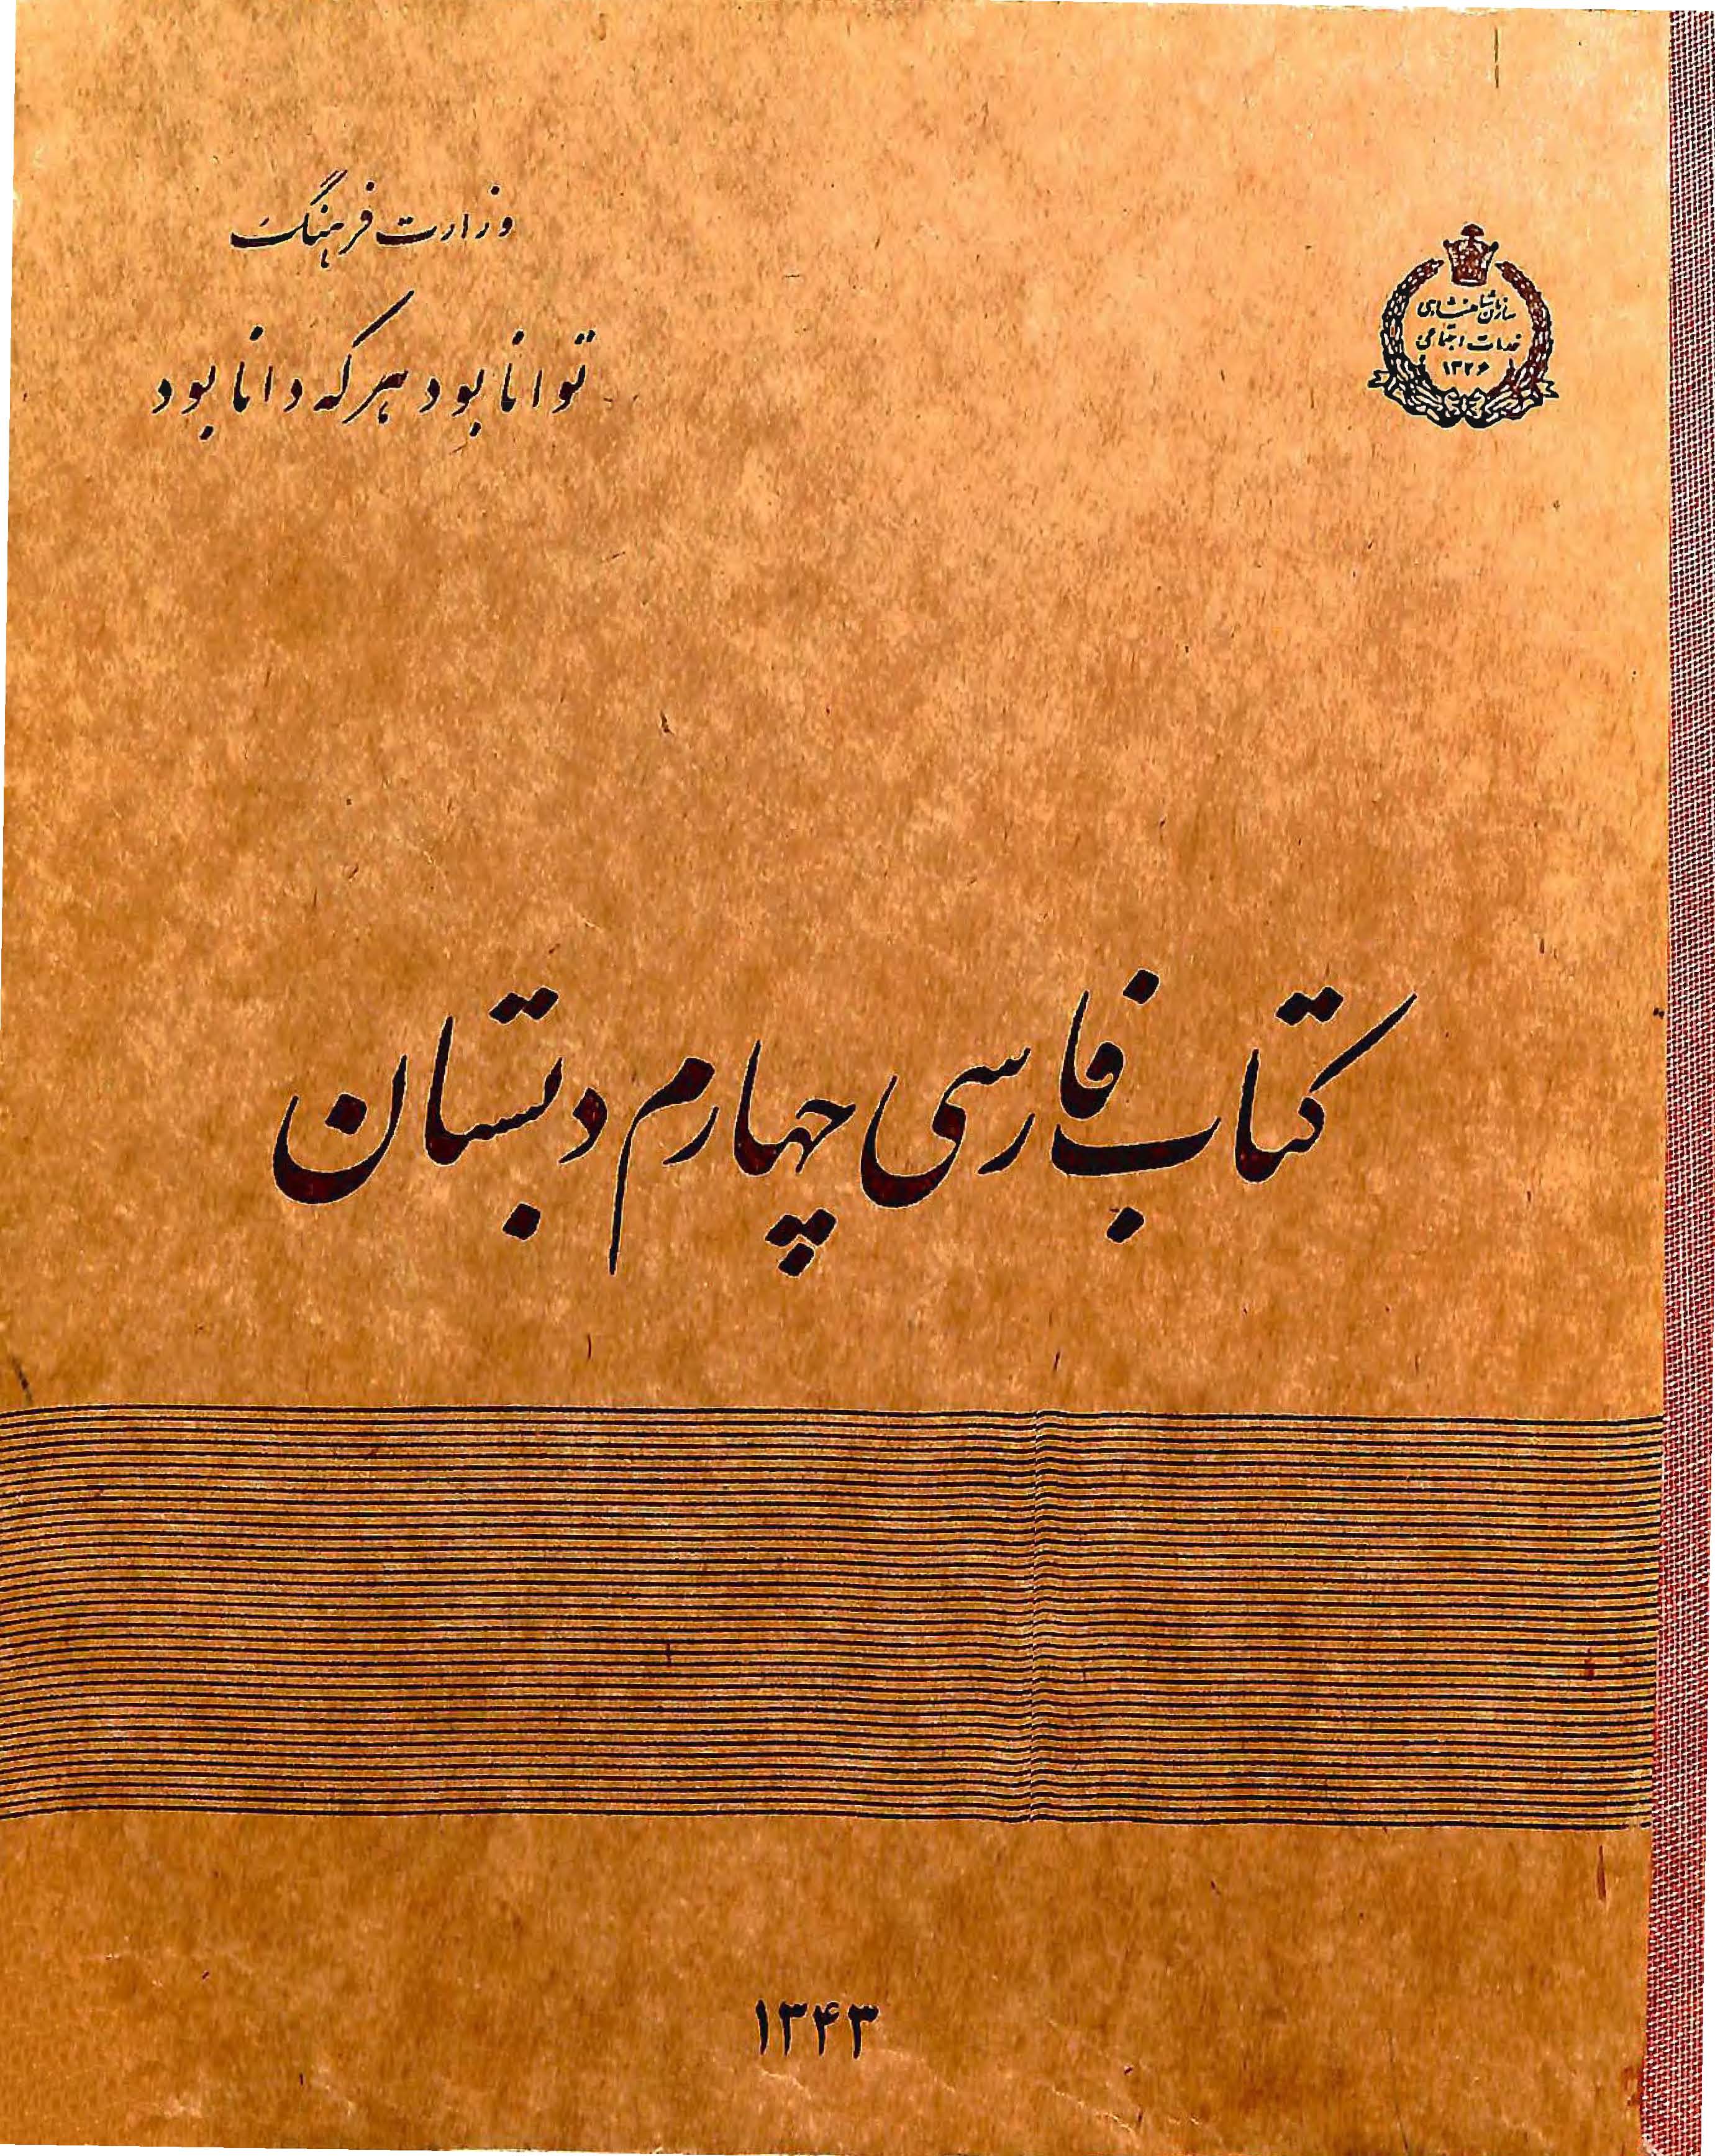 سازمان شاهنشاهی
خدمات اجتماعی
۱۳۲۶
وزارت فرهنگ
توانا بود هر که دانا بود
کتاب فارسی چهارم دبستان
۱۳۴۳